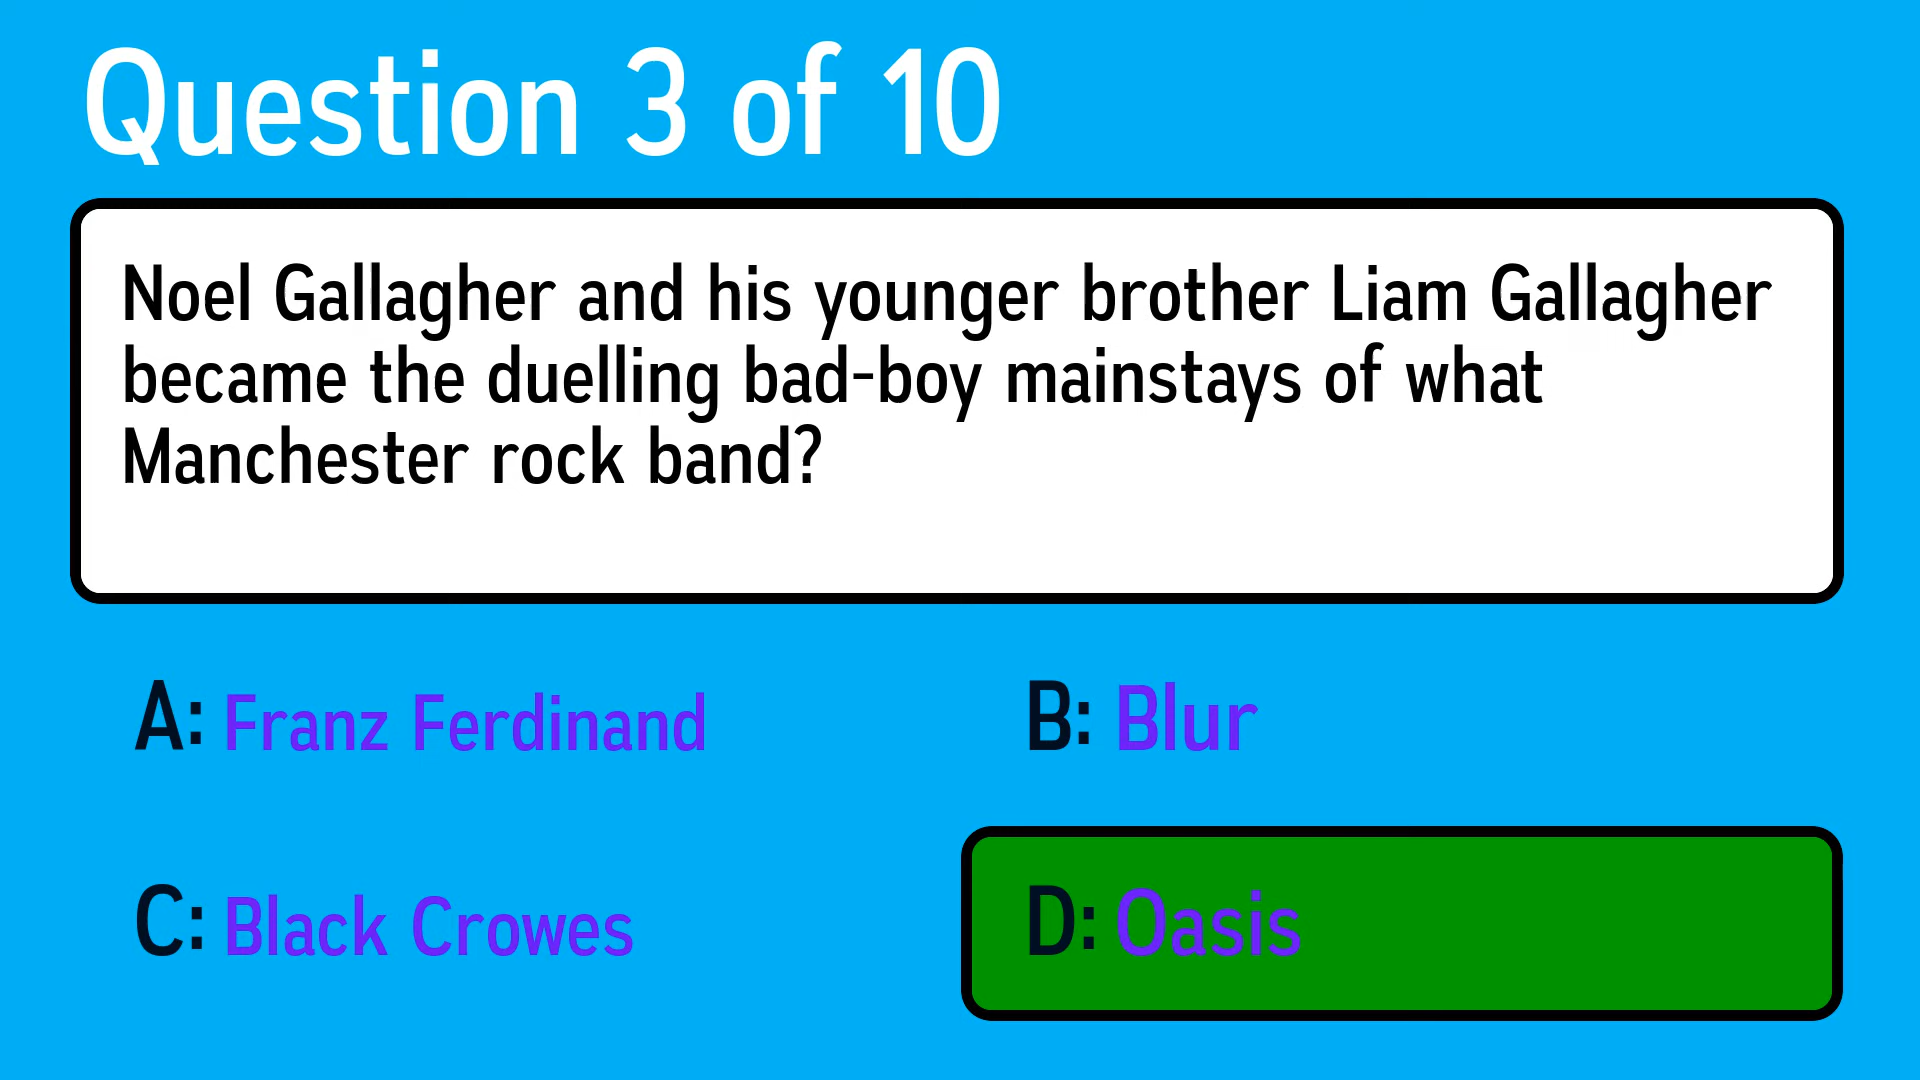 Question 3 of 10
Noel Gallagher and his younger brother Liam Gallagher
became the duelling bad-boy mainstays of what
Manchester rock band?
A: Franz Ferdinand
B: Blur
C: Black Crowes
D: Oasis